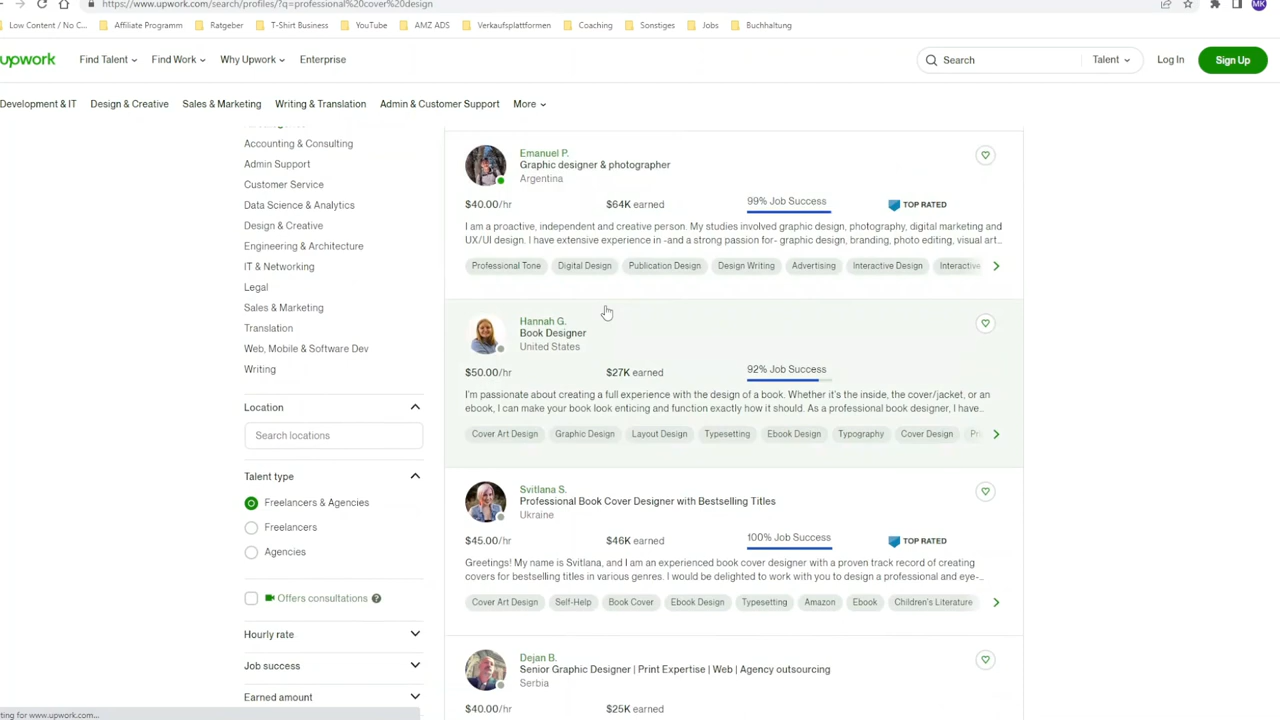 https://www.upwork.com/search/profiles/?q=professional%20cover%20design
MK
Low Content / No C... Affiliate Programm Ratgeber T-Shirt Business YouTube AMZ ADS Verkaufsplattformen Coaching Sonstiges Jobs Buchhaltung
upwork Find Talent Find Work Why Upwork Enterprise Search Talent Log In Sign Up
Development & IT Design & Creative Sales & Marketing Writing & Translation Admin & Customer Support More
Accounting & Consulting
Admin Support
Customer Service
Data Science & Analytics
Design & Creative
Engineering & Architecture
IT & Networking
Legal
Sales & Marketing
Translation
Web, Mobile & Software Dev
Writing
Location
Search locations
Talent type
Freelancers & Agencies
Freelancers
Agencies
Offers consultations ?
Hourly rate
Job success
Earned amount
Emanuel P.
Graphic designer & photographer
Argentina
$40.00/hr $64K earned 99% Job Success TOP RATED
I am a proactive, independent and creative person. My studies involved graphic design, photography, digital marketing and
UX/UI design. I have extensive experience in -and a strong passion for- graphic design, branding, photo editing, visual art...
Professional Tone Digital Design Publication Design Design Writing Advertising Interactive Design Interactive
Hannah G.
Book Designer
United States
$50.00/hr $27K earned 92% Job Success
I'm passionate about creating a full experience with the design of a book. Whether it's the inside, the cover/jacket, or an
ebook, I can make your book look enticing and function exactly how it should. As a professional book designer, I have...
Cover Art Design Graphic Design Layout Design Typesetting Ebook Design Typography Cover Design Pr
Svitlana S.
Professional Book Cover Designer with Bestselling Titles
Ukraine
$45.00/hr $46K earned 100% Job Success TOP RATED
Greetings! My name is Svitlana, and I am an experienced book cover designer with a proven track record of creating
covers for bestselling titles in various genres. I would be delighted to work with you to design a professional and eye-...
Cover Art Design Self-Help Book Cover Ebook Design Typesetting Amazon Ebook Children's Literature
Dejan B.
Senior Graphic Designer | Print Expertise | Web | Agency outsourcing
Serbia
$40.00/hr $25K earned
ting for www.upwork.com...